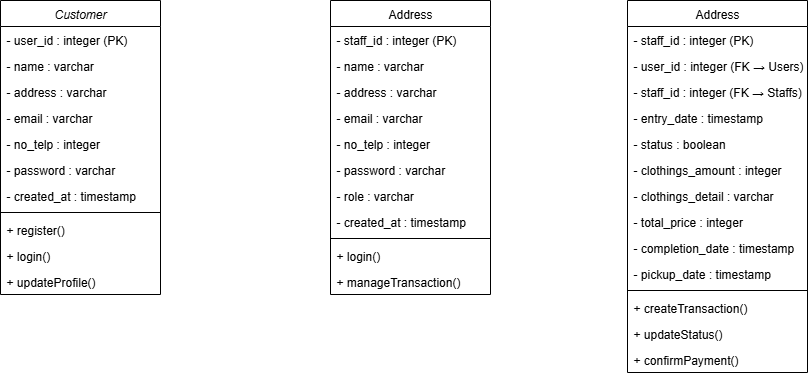 Customer
- user_id : integer (PK)
- name : varchar
- address : varchar
- email : varchar
- no_telp : integer
- password : varchar
- created_at : timestamp
+ register()
+ login()
+ updateProfile()
Address
- staff_id : integer (PK)
- name : varchar
- address : varchar
- email : varchar
- no_telp : integer
- password : varchar
- role : varchar
- created_at : timestamp
+ login()
+ manageTransaction()
Address
- staff_id : integer (PK)
- user_id : integer (FK → Users)
- staff_id : integer (FK → Staffs)
- entry_date : timestamp
- status : boolean
- clothings_amount : integer
- clothings_detail : varchar
- total_price : integer
- completion_date : timestamp
- pickup_date : timestamp
+ createTransaction()
+ updateStatus()
+ confirmPayment()